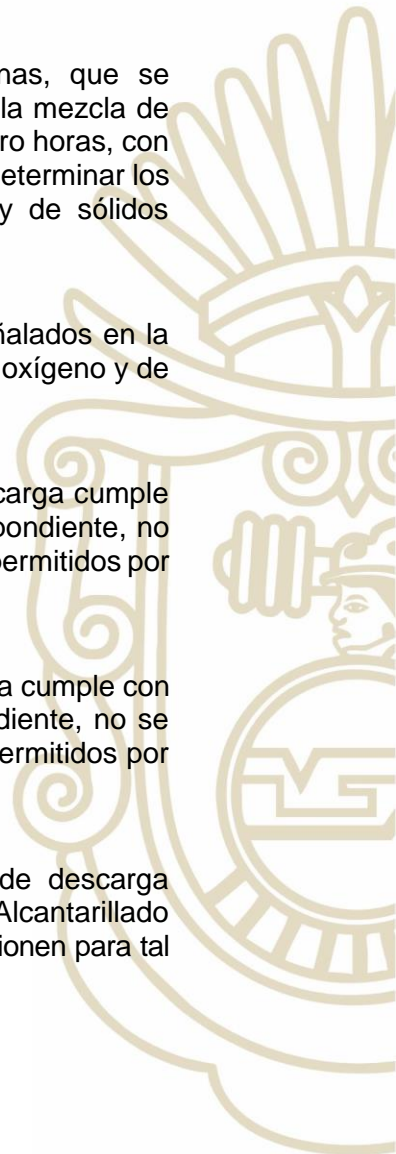 nas, que se
la mezcla de
ro horas, con
determinar los
y de sólidos
ñalados en la
oxígeno y de
carga cumple
pondiente, no
permitidos por
a cumple con
diente, no se
ermitidos por
de descarga
Alcantarillado
ionen para tal